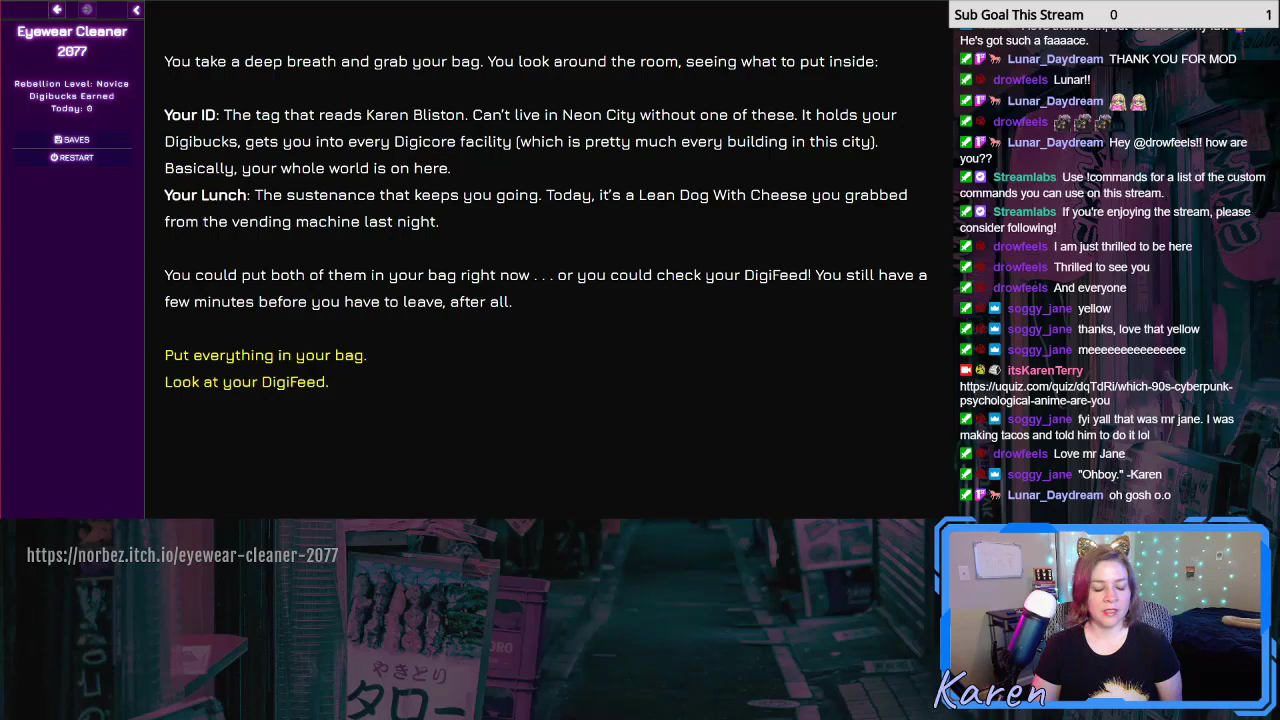 Eyewear Cleaner
2077
Rebellion Level: Novice
Digibucks Earned
Today: 0
SAVES
RESTART
You take a deep breath and grab your bag. You look around the room, seeing what to put inside:
Your ID: The tag that reads Karen Bliston. Can't live in Neon City without one of these. It holds your
Digibucks, gets you into every Digicore facility (which is pretty much every building in this city).
Basically, your whole world is on here.
Your Lunch: The sustenance that keeps you going. Today, it's a Lean Dog With Cheese you grabbed
from the vending machine last night.
You could put both of them in your bag right now . . . or you could check your DigiFeed! You still have a
few minutes before you have to leave, after all.
Put everything in your bag.
Look at your DigiFeed.
https://norbez.itch.io/eyewear-cleaner-2077
やきとり
タロー
Sub Goal This Stream 0 1
He's got such a faaaace.
Lunar_Daydream THANK YOU FOR MOD
drowfeels Lunar!!
Lunar_Daydream
drowfeels
Lunar_Daydream Hey @drowfeels!! how are
you??
Streamlabs Use !commands for a list of the custom
commands you can use on this stream.
Streamlabs If you're enjoying the stream, please
consider following!
drowfeels I am just thrilled to be here
drowfeels Thrilled to see you
drowfeels And everyone
soggy_jane yellow
soggy_jane thanks, love that yellow
soggy_jane meeeeeeeeeeeeeee
itsKarenTerry
https://uquiz.com/quiz/dqTdRi/which-90s-cyberpunk-
psychological-anime-are-you
soggy_jane fyi yall that was mr jane. I was
making tacos and told him to do it lol
drowfeels Love mr Jane
soggy_jane "Ohboy." -Karen
Lunar_Daydream oh gosh o.o
Karen